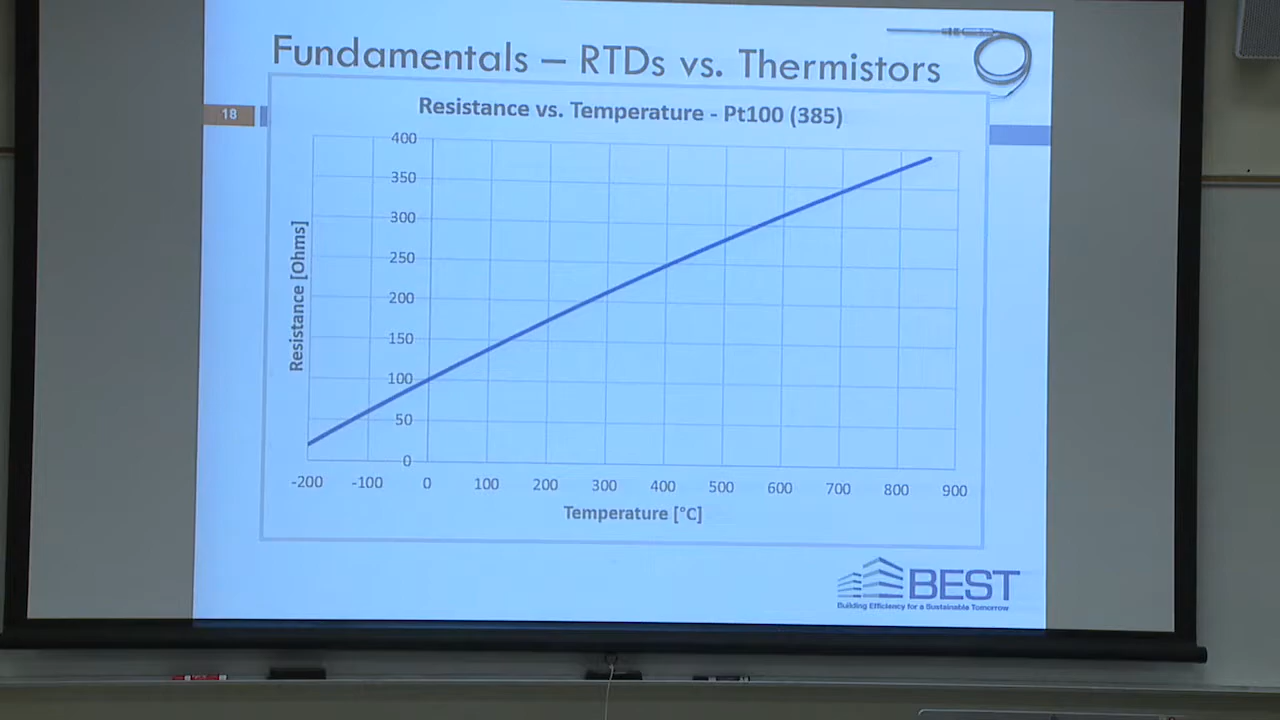 Fundamentals – RTDs vs. Thermistors
18
Resistance vs. Temperature - Pt100 (385)
400
350
300
250
200
150
100
50
0
Resistance [Ohms]
-200 -100 0 100 200 300 400 500 600 700 800 900
Temperature [°C]
BEST
Building Efficiency for a Sustainable Tomorrow